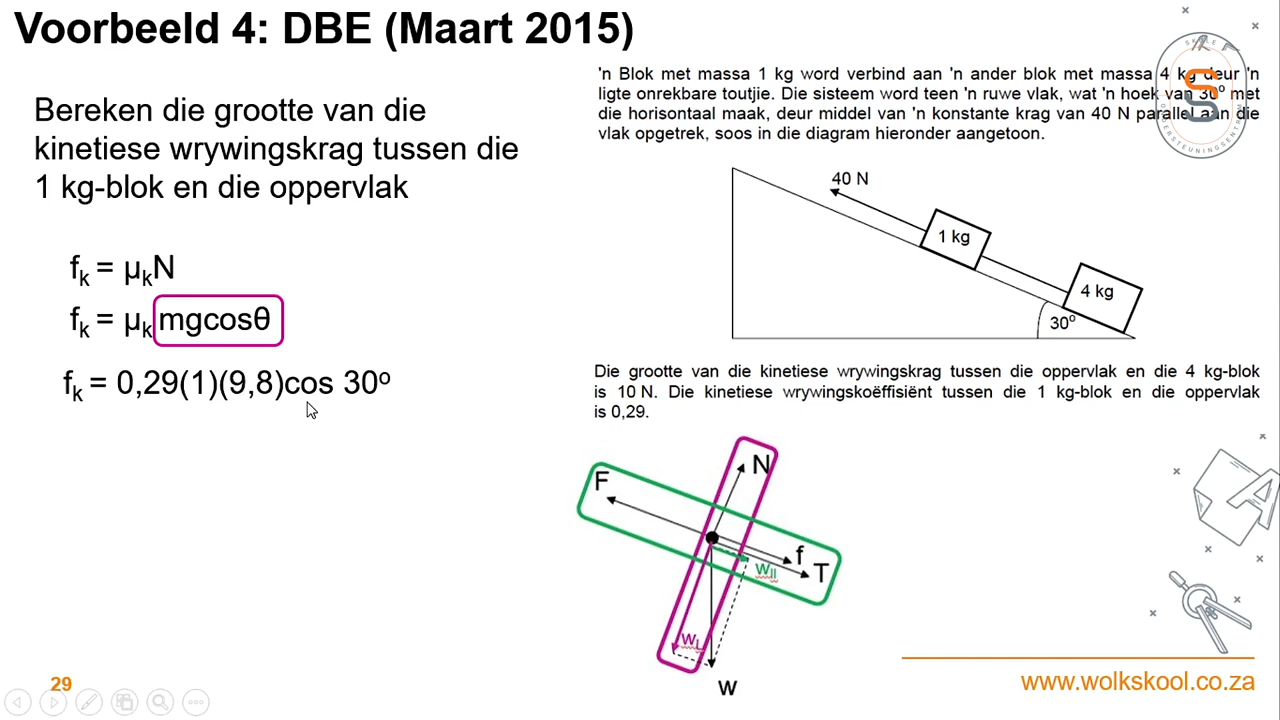 Voorbeeld 4: DBE (Maart 2015)
Bereken die grootte van die
kinetiese wrywingskrag tussen die
1 kg-blok en die oppervlak
fₖ = μₖN
fₖ = μₖmgcosθ
fₖ = 0,29(1)(9,8)cos 30º
'n Blok met massa 1 kg word verbind aan 'n ander blok met massa 4 kg deur 'n
ligte onrekbare toutjie. Die sisteem word teen 'n ruwe vlak, wat 'n hoek van 30º met
die horisontaal maak, deur middel van 'n konstante krag van 40 N parallel aan die
vlak opgetrek, soos in die diagram hieronder aangetoon.
40 N
1 kg
4 kg
30º
Die grootte van die kinetiese wrywingskrag tussen die oppervlak en die 4 kg-blok
is 10 N. Die kinetiese wrywingskoëffisiënt tussen die 1 kg-blok en die oppervlak
is 0,29.
N
F
f
T
w||
w⊥
w
29
www.wolkskool.co.za